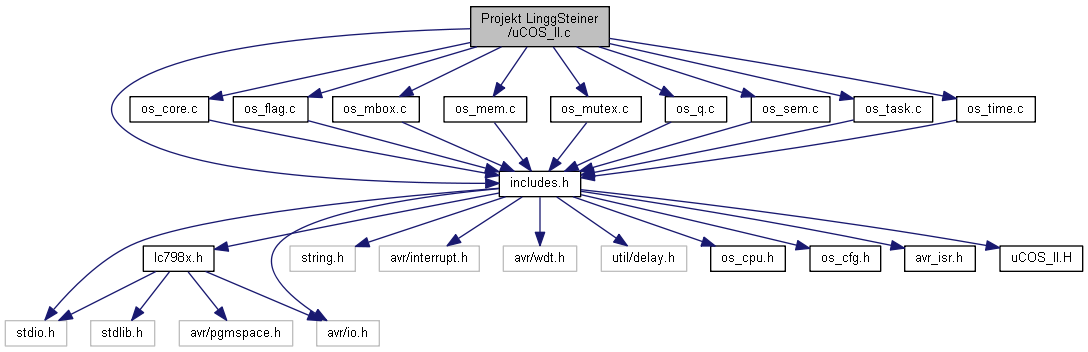 Projekt LinggSteiner
/uCOS_II.c
os_core.c
os_flag.c
os_mbox.c
os_mem.c
os_mutex.c
os_q.c
os_sem.c
os_task.c
os_time.c
includes.h
lc798x.h
string.h
avr/interrupt.h
avr/wdt.h
util/delay.h
os_cpu.h
os_cfg.h
avr_isr.h
uCOS_II.H
stdio.h
stdlib.h
avr/pgmspace.h
avr/io.h